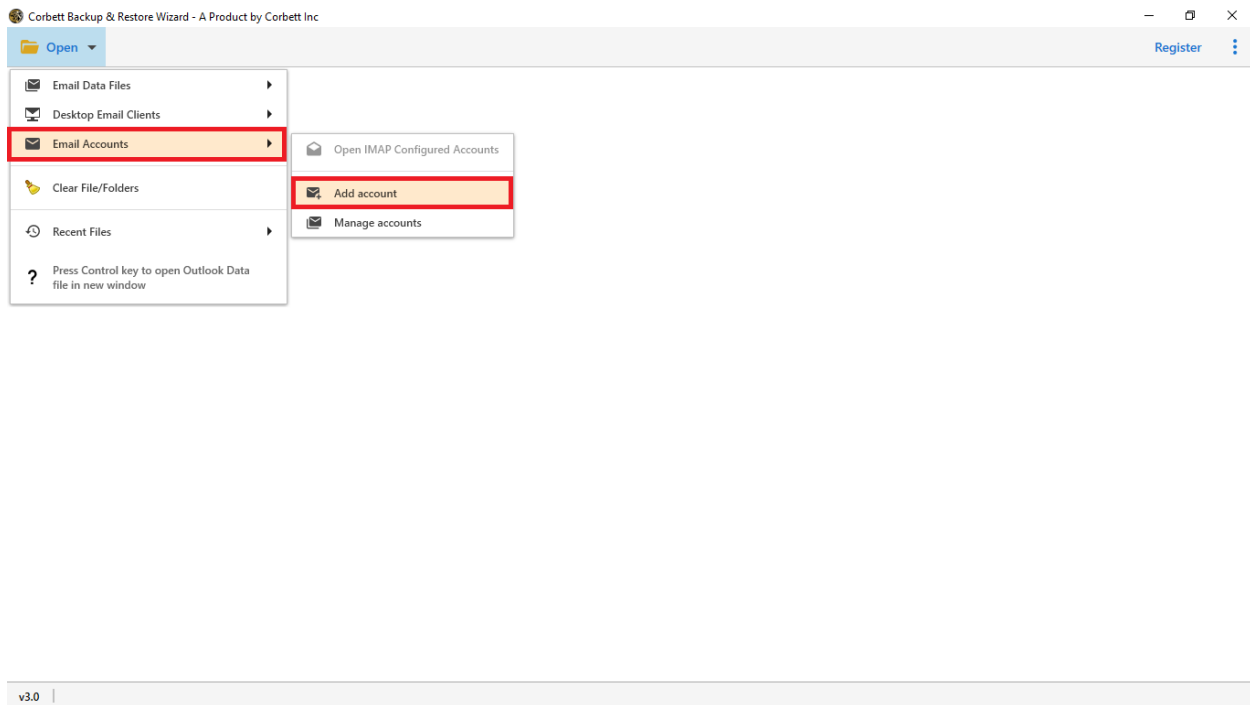 Corbett Backup & Restore Wizard - A Product by Corbett Inc
Open
Register
Email Data Files
Desktop Email Clients
Email Accounts
Open IMAP Configured Accounts
Clear File/Folders
Add account
Manage accounts
Recent Files
? Press Control key to open Outlook Data
file in new window
v3.0